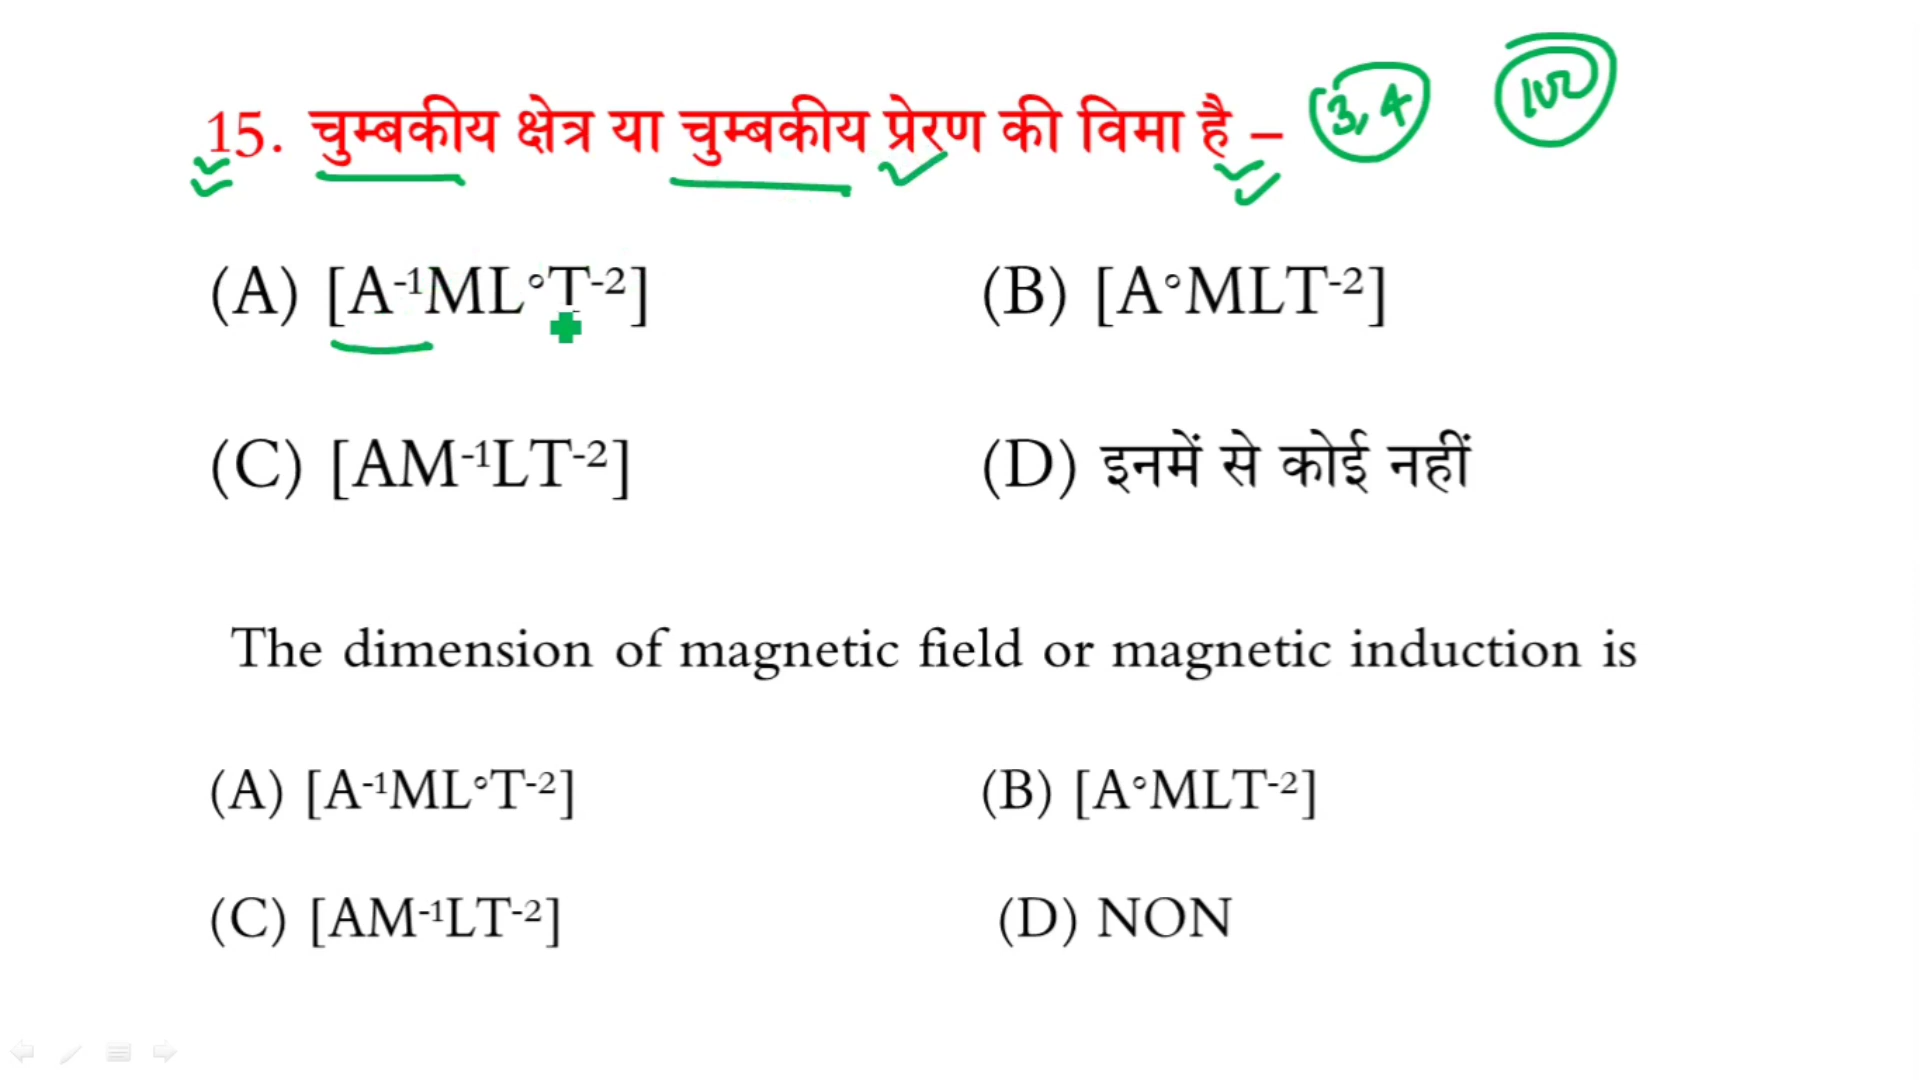 15. चुम्बकीय क्षेत्र या चुम्बकीय प्रेरण की विमा है – 3, 4 100
(A) [A⁻¹ML°T⁻²] (B) [A°MLT⁻²]
(C) [AM⁻¹LT⁻²] (D) इनमें से कोई नहीं
The dimension of magnetic field or magnetic induction is
(A) [A⁻¹ML°T⁻²] (B) [A°MLT⁻²]
(C) [AM⁻¹LT⁻²] (D) NON